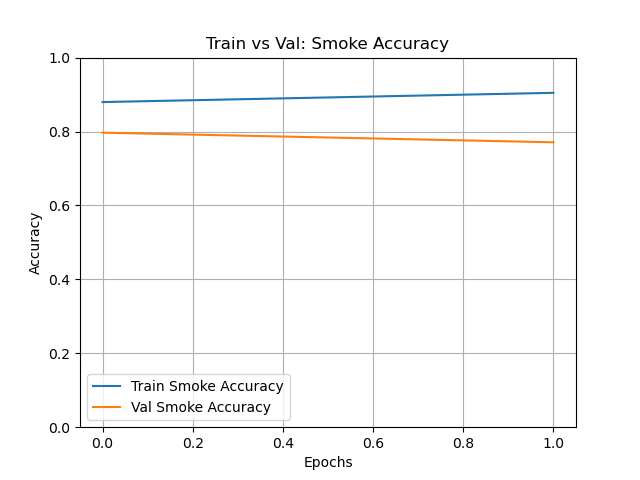 Train vs Val: Smoke Accuracy
1.0
0.8
0.6
0.4
0.2
0.0
Accuracy
Train Smoke Accuracy
Val Smoke Accuracy
0.0 0.2 0.4 0.6 0.8 1.0
Epochs